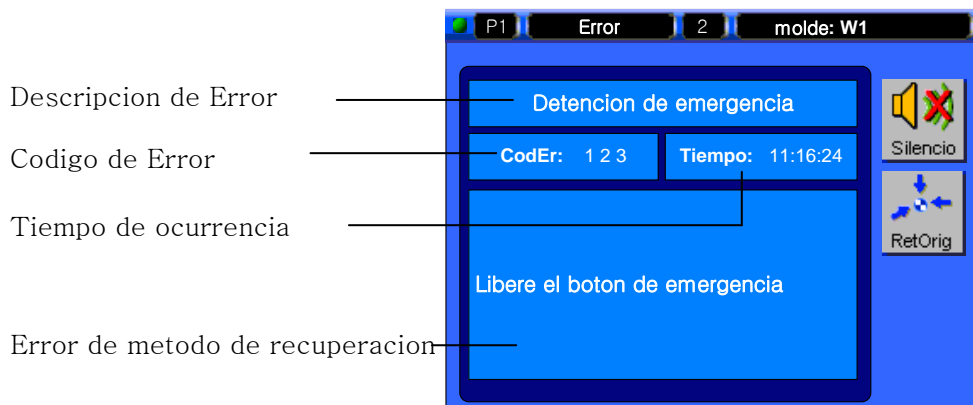 P1 Error 2 molde: W1
Descripcion de Error
Detencion de emergencia
Silencio
Codigo de Error
CodEr: 1 2 3 Tiempo: 11:16:24
Tiempo de ocurrencia
RetOrig
Libere el boton de emergencia
Error de metodo de recuperacion